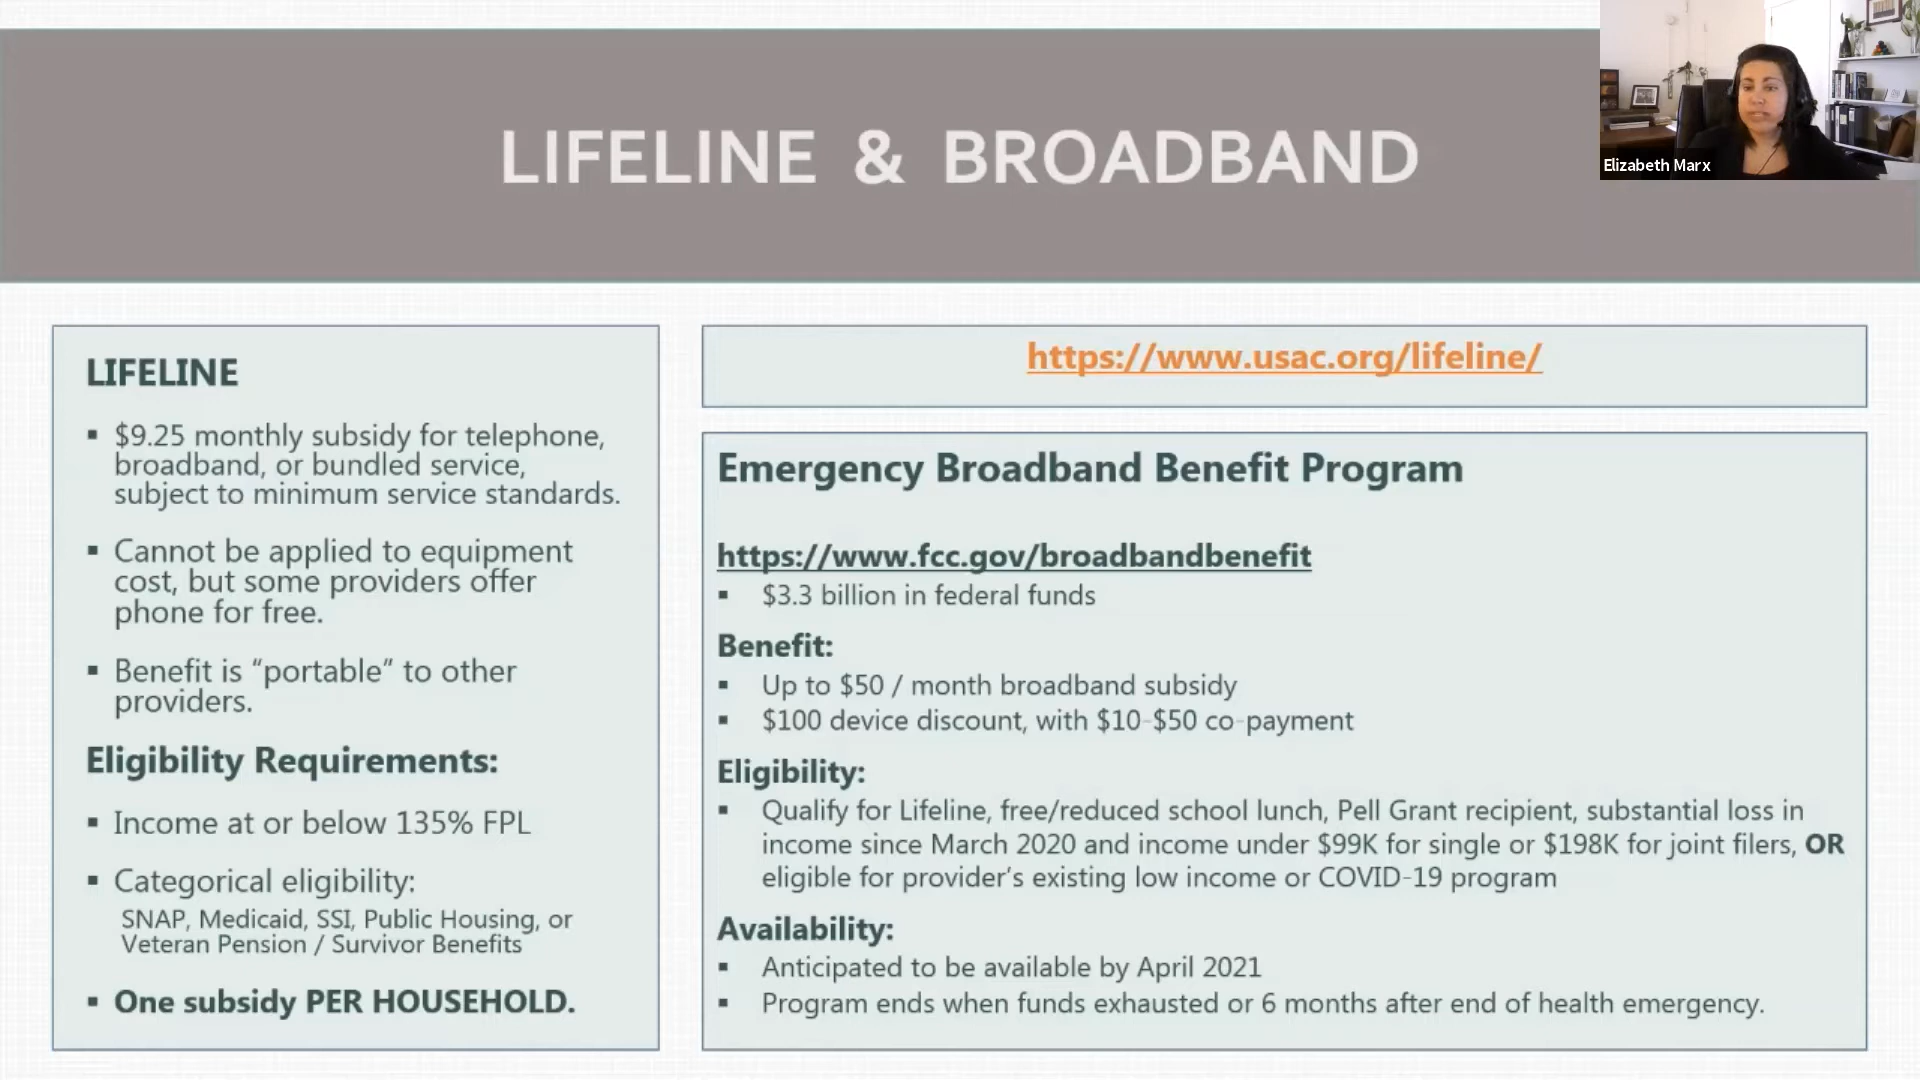 LIFELINE & BROADBAND
Elizabeth Marx
LIFELINE
▪ $9.25 monthly subsidy for telephone,
broadband, or bundled service,
subject to minimum service standards.
▪ Cannot be applied to equipment
cost, but some providers offer
phone for free.
▪ Benefit is “portable” to other
providers.
Eligibility Requirements:
▪ Income at or below 135% FPL
▪ Categorical eligibility:
SNAP, Medicaid, SSI, Public Housing, or
Veteran Pension / Survivor Benefits
▪ One subsidy PER HOUSEHOLD.
https://www.usac.org/lifeline/
Emergency Broadband Benefit Program
https://www.fcc.gov/broadbandbenefit
▪ $3.3 billion in federal funds
Benefit:
▪ Up to $50 / month broadband subsidy
▪ $100 device discount, with $10-$50 co-payment
Eligibility:
▪ Qualify for Lifeline, free/reduced school lunch, Pell Grant recipient, substantial loss in
income since March 2020 and income under $99K for single or $198K for joint filers, OR
eligible for provider’s existing low income or COVID-19 program
Availability:
▪ Anticipated to be available by April 2021
▪ Program ends when funds exhausted or 6 months after end of health emergency.